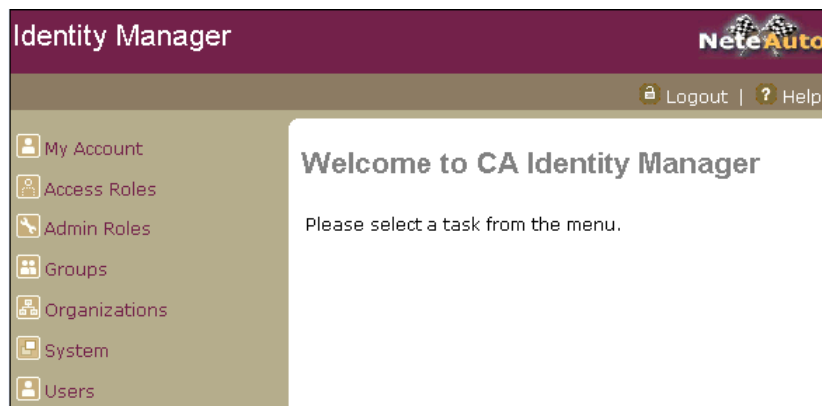 Identity Manager
NeteAuto
Logout | ? Help
My Account
Welcome to CA Identity Manager
Access Roles
Please select a task from the menu.
Admin Roles
Groups
Organizations
System
Users